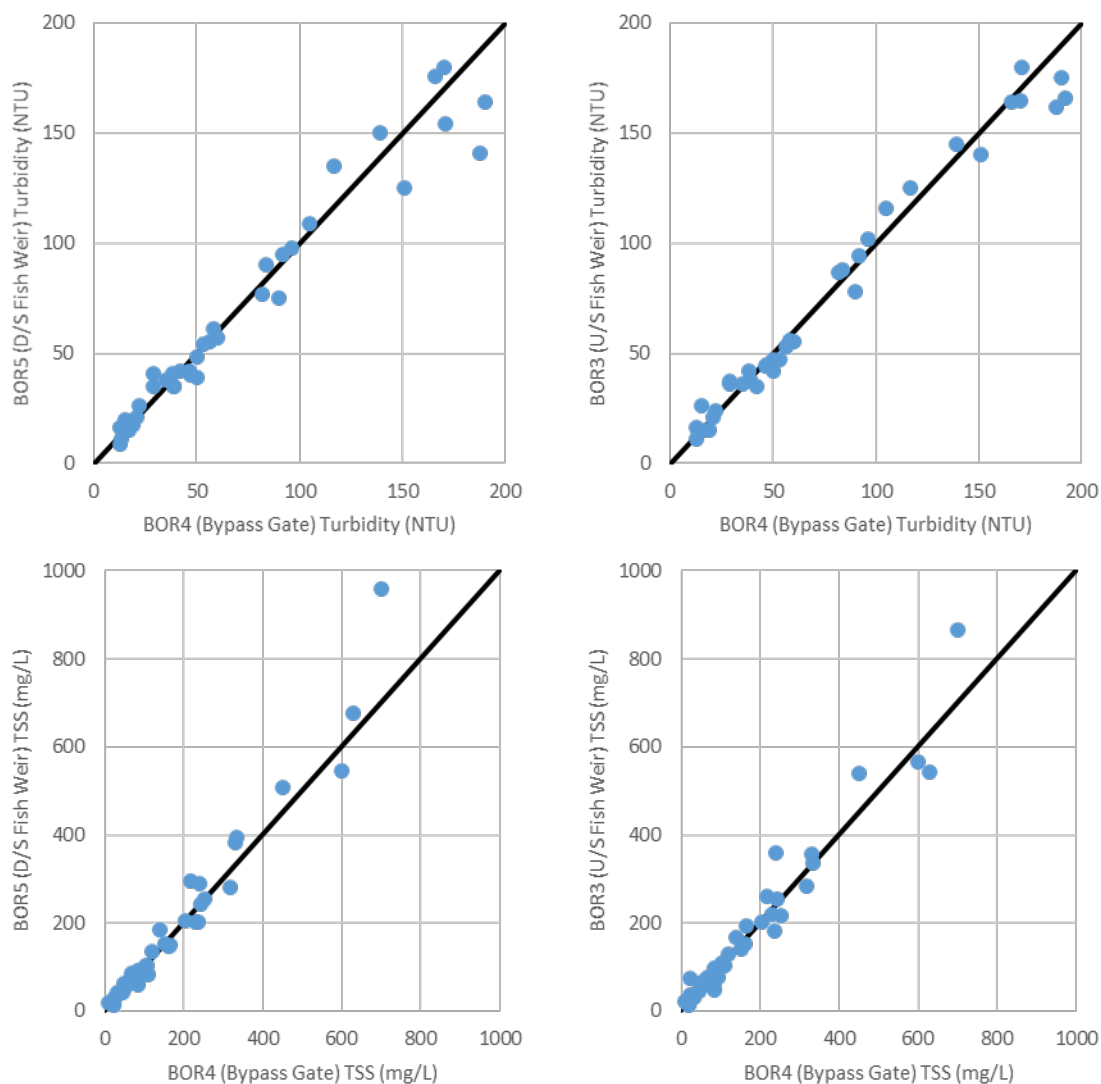 200
150
100
50
0
BOR5 (D/S Fish Weir) Turbidity (NTU)
0 50 100 150 200
BOR4 (Bypass Gate) Turbidity (NTU)
200
150
100
50
0
BOR3 (U/S Fish Weir) Turbidity (NTU)
0 50 100 150 200
BOR4 (Bypass Gate) Turbidity (NTU)
1000
800
600
400
200
0
BOR5 (D/S Fish Weir) TSS (mg/L)
0 200 400 600 800 1000
BOR4 (Bypass Gate) TSS (mg/L)
1000
800
600
400
200
0
BOR3 (U/S Fish Weir) TSS (mg/L)
0 200 400 600 800 1000
BOR4 (Bypass Gate) TSS (mg/L)